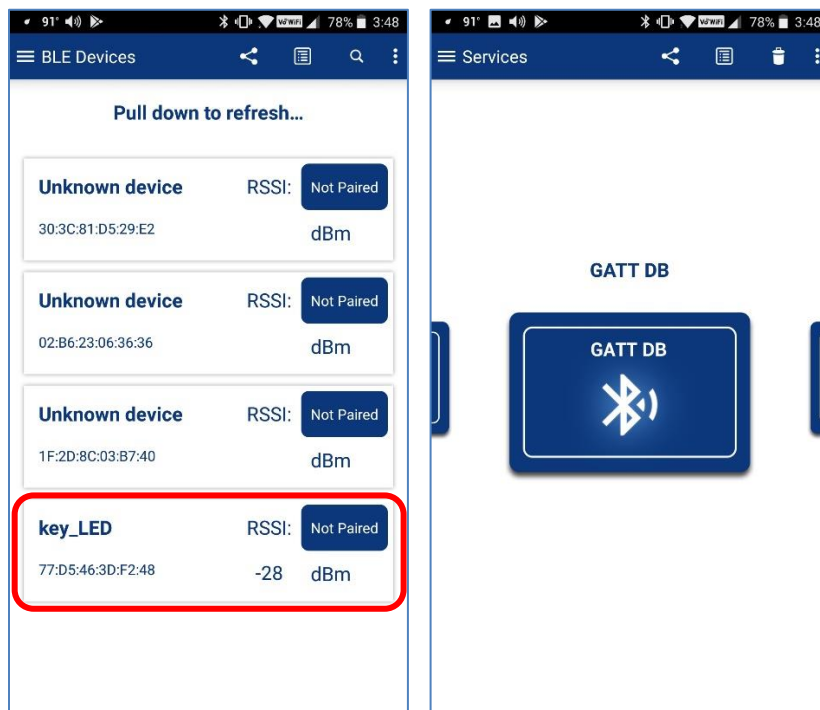 91° 78% 3:48
BLE Devices
Pull down to refresh...
Unknown device RSSI: Not Paired
30:3C:81:D5:29:E2 dBm
Unknown device RSSI: Not Paired
02:B6:23:06:36:36 dBm
Unknown device RSSI: Not Paired
1F:2D:8C:03:B7:40 dBm
key_LED RSSI: Not Paired
77:D5:46:3D:F2:48 -28 dBm
91° VoWiFi 78% 3:48
Services
GATT DB
GATT DB